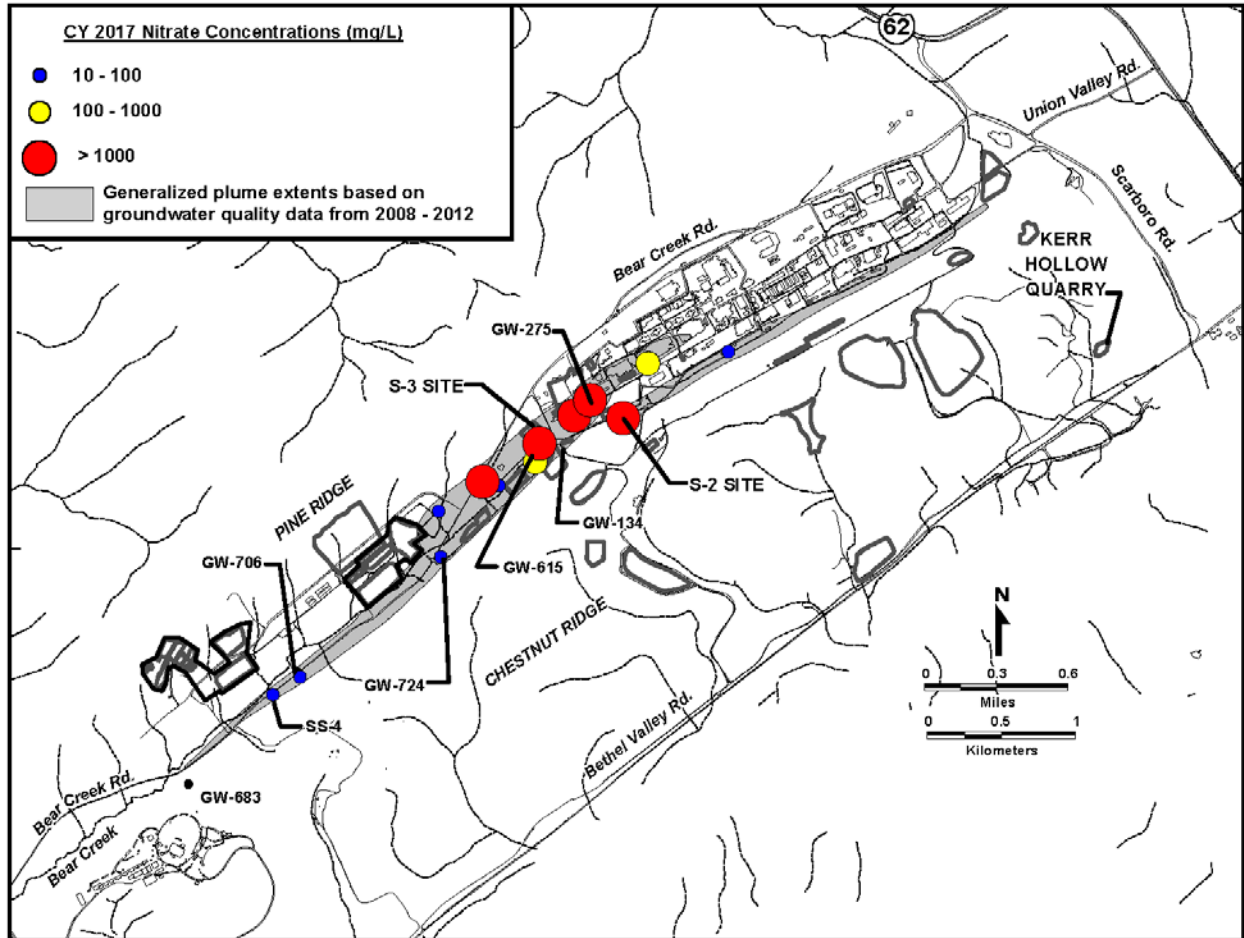 CY 2017 Nitrate Concentrations (mg/L)
10 - 100
100 - 1000
> 1000
Generalized plume extents based on
groundwater quality data from 2008 - 2012
62
Union Valley Rd.
Scarboro Rd.
Bear Creek Rd.
KERR
HOLLOW
QUARRY
GW-275
S-3 SITE
S-2 SITE
GW-134
PINE RIDGE
GW-615
GW-706
CHESTNUT RIDGE
GW-724
SS-4
N
0 0.3 0.6
Miles
0 0.5 1
Kilometers
Bethel Valley Rd.
Bear Creek Rd.
GW-683
Bear Creek